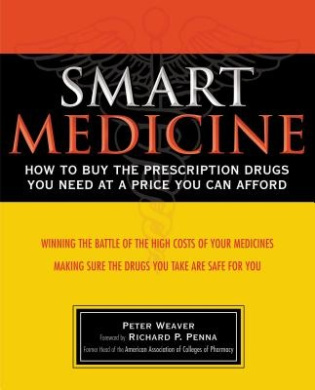 SMART
MEDICINE
HOW TO BUY THE PRESCRIPTION DRUGS
YOU NEED AT A PRICE YOU CAN AFFORD
WINNING THE BATTLE OF THE HIGH COSTS OF YOUR MEDICINES
MAKING SURE THE DRUGS YOU TAKE ARE SAFE FOR YOU
PETER WEAVER
Foreword by RICHARD P. PENNA
Former Head of the American Association of Colleges of Pharmacy